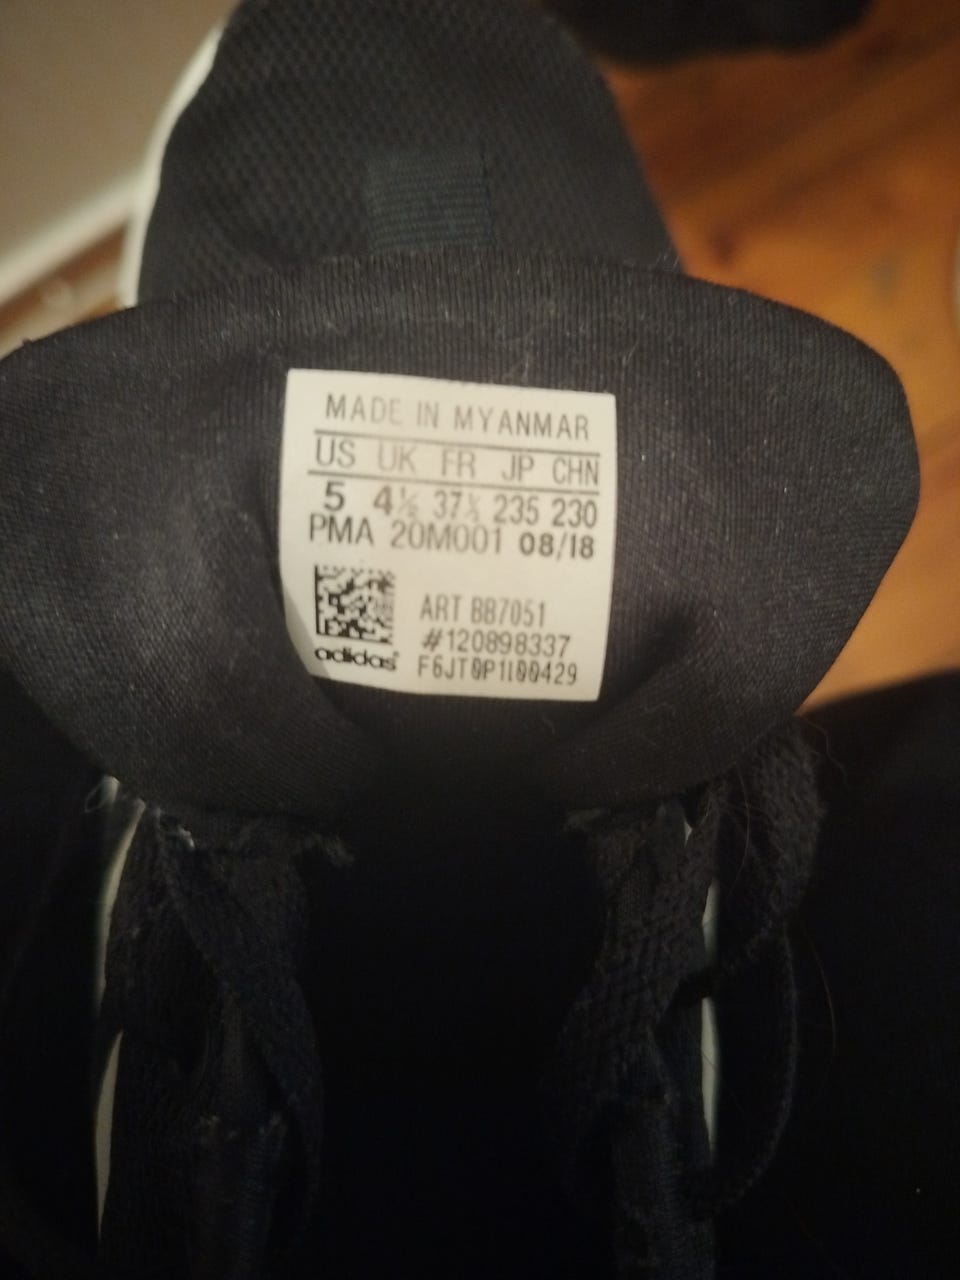 MADE IN MYANMAR
US UK FR JP CHN
5 4½ 37⅓ 235 230
PMA 20M001 08/18
ART BB7051
#120898337
adidas
F6JT0P1100429